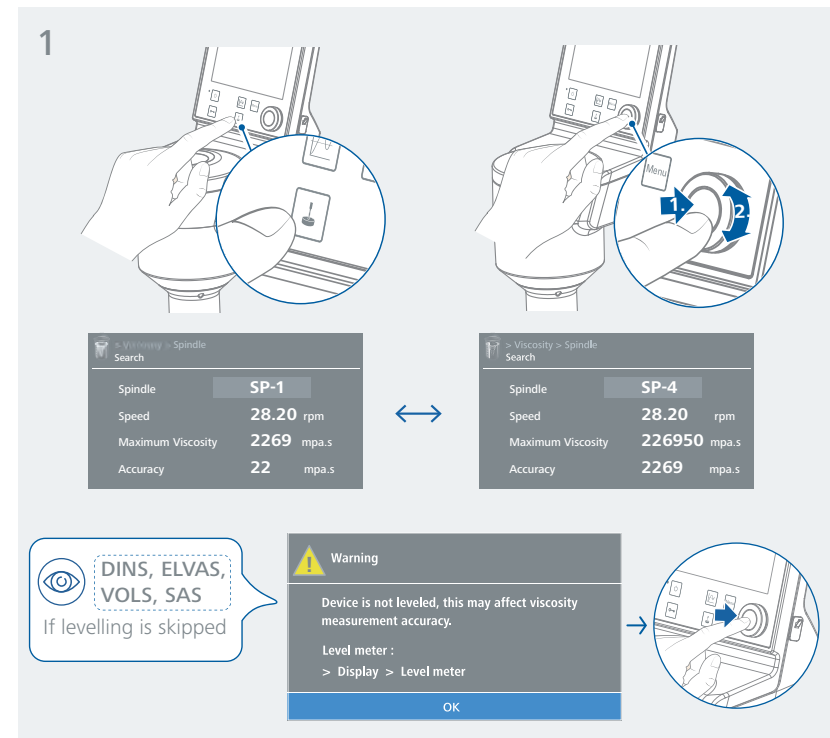 1
Menu
1.
2.
> Viscosity > Spindle
Search
Spindle SP-1
Speed 28.20 rpm
Maximum Viscosity 2269 mpa.s
Accuracy 22 mpa.s
> Viscosity > Spindle
Search
Spindle SP-4
Speed 28.20 rpm
Maximum Viscosity 226950 mpa.s
Accuracy 2269 mpa.s
DINS, ELVAS,
VOLS, SAS
If levelling is skipped
Warning
Device is not leveled, this may affect viscosity
measurement accuracy.
Level meter :
> Display > Level meter
OK